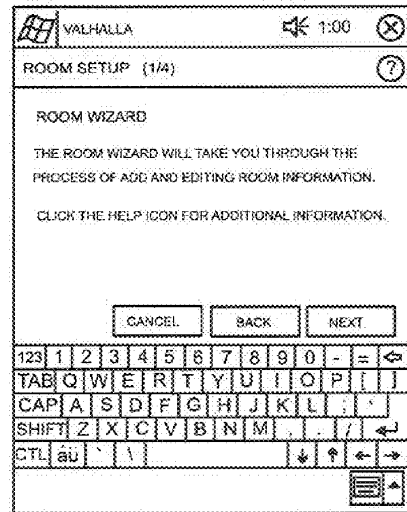 VALHALLA 1:00
ROOM SETUP (1/4) ?
ROOM WIZARD
THE ROOM WIZARD WILL TAKE YOU THROUGH THE
PROCESS OF ADD AND EDITING ROOM INFORMATION.
CLICK THE HELP ICON FOR ADDITIONAL INFORMATION.
CANCEL BACK NEXT
123 1 2 3 4 5 6 7 8 9 0 - =
TAB Q W E R T Y U I O P [ ]
CAP A S D F G H J K L ; '
SHIFT Z X C V B N M , . /
CTL áü ` \